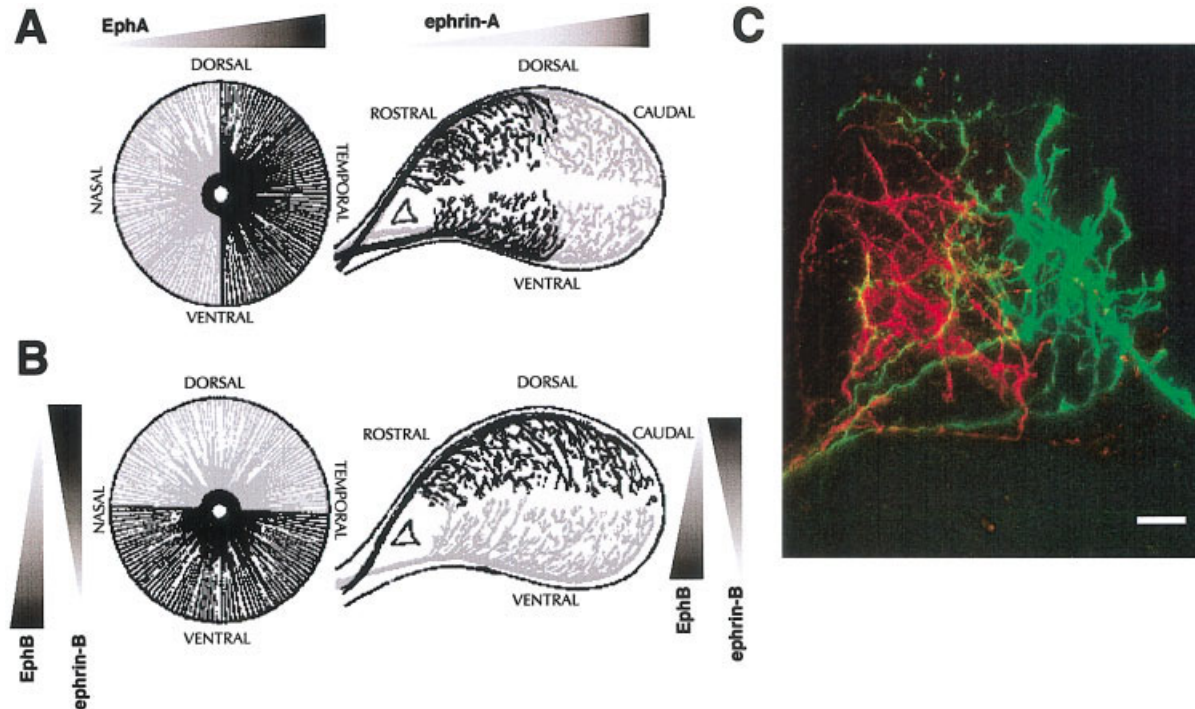 A
EphA
ephrin-A
C
DORSAL
DORSAL
ROSTRAL
CAUDAL
NASAL
TEMPORAL
VENTRAL
VENTRAL
B
DORSAL
DORSAL
ROSTRAL
CAUDAL
NASAL
TEMPORAL
VENTRAL
VENTRAL
EphB
ephrin-B
EphB
ephrin-B